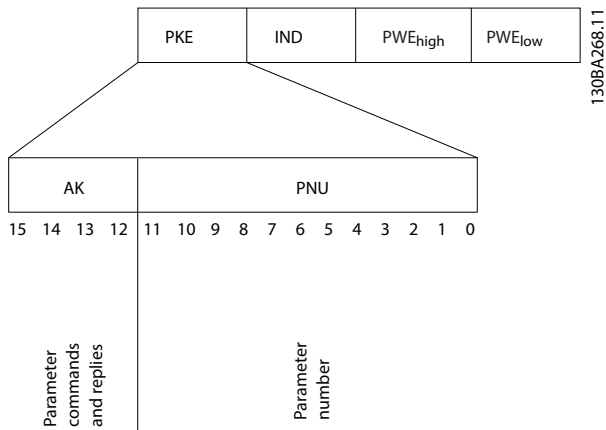 PKE IND PWEhigh PWElow
130BA268.11
AK PNU
15 14 13 12 11 10 9 8 7 6 5 4 3 2 1 0
Parameter
commands
and replies
Parameter
number